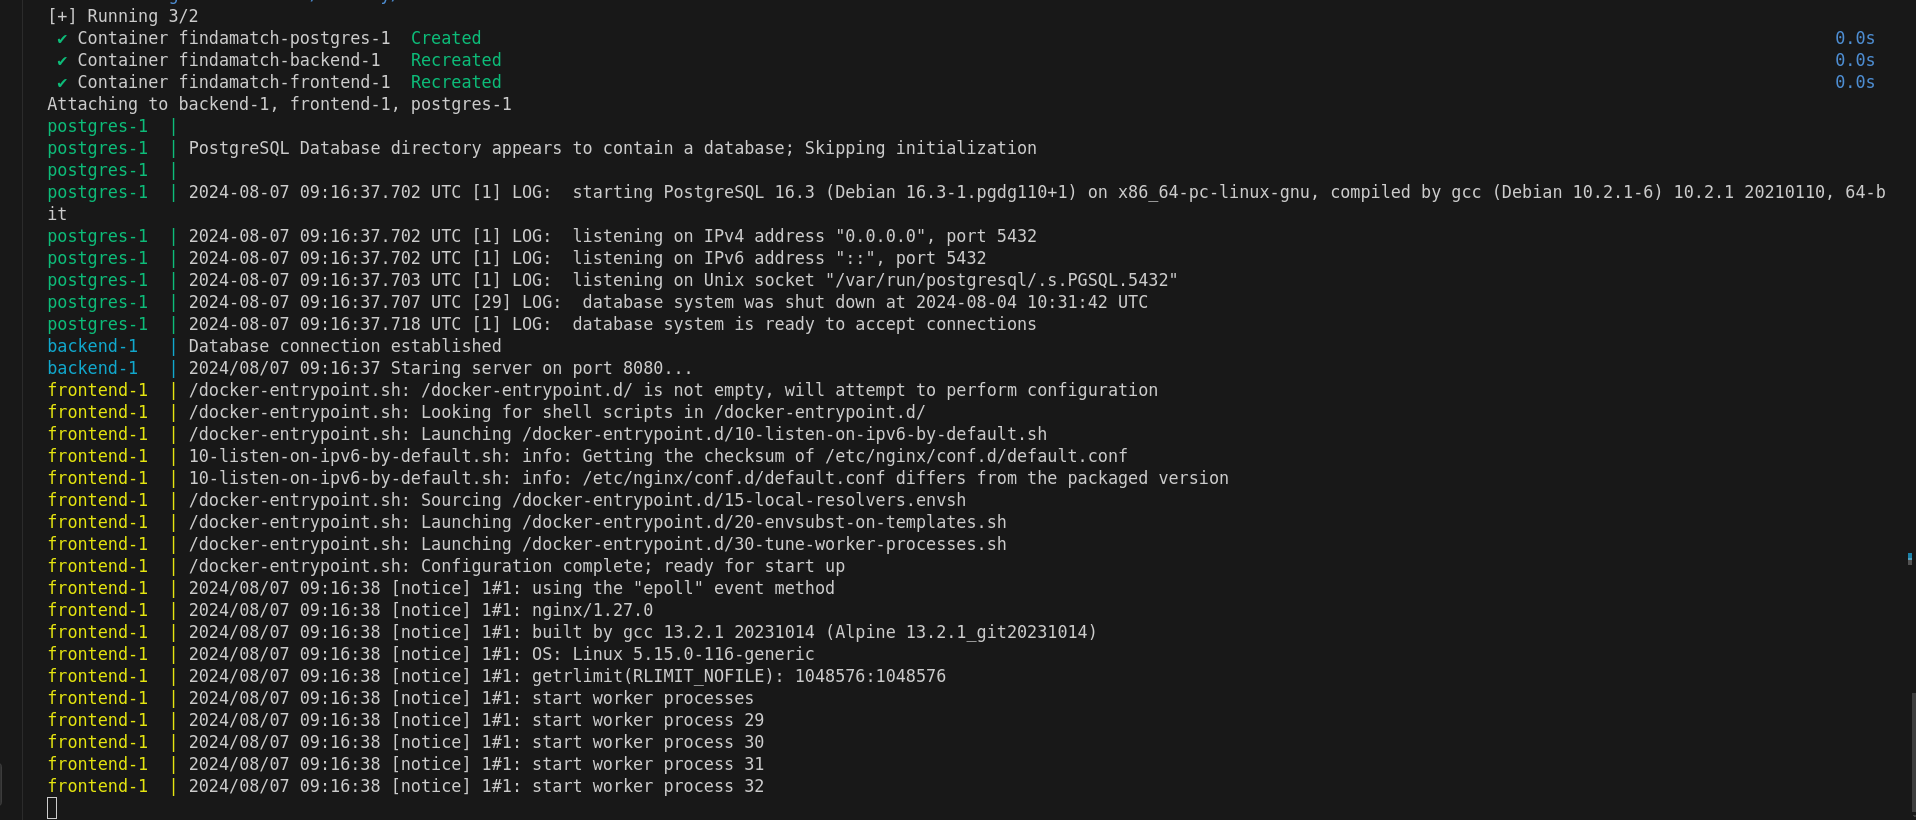 [+] Running 3/2
 ✔ Container findamatch-postgres-1  Created 0.0s
 ✔ Container findamatch-backend-1   Recreated 0.0s
 ✔ Container findamatch-frontend-1  Recreated 0.0s
Attaching to backend-1, frontend-1, postgres-1
postgres-1  |
postgres-1  | PostgreSQL Database directory appears to contain a database; Skipping initialization
postgres-1  |
postgres-1  | 2024-08-07 09:16:37.702 UTC [1] LOG:  starting PostgreSQL 16.3 (Debian 16.3-1.pgdg110+1) on x86_64-pc-linux-gnu, compiled by gcc (Debian 10.2.1-6) 10.2.1 20210110, 64-b
it
postgres-1  | 2024-08-07 09:16:37.702 UTC [1] LOG:  listening on IPv4 address "0.0.0.0", port 5432
postgres-1  | 2024-08-07 09:16:37.702 UTC [1] LOG:  listening on IPv6 address "::", port 5432
postgres-1  | 2024-08-07 09:16:37.703 UTC [1] LOG:  listening on Unix socket "/var/run/postgresql/.s.PGSQL.5432"
postgres-1  | 2024-08-07 09:16:37.707 UTC [29] LOG:  database system was shut down at 2024-08-04 10:31:42 UTC
postgres-1  | 2024-08-07 09:16:37.718 UTC [1] LOG:  database system is ready to accept connections
backend-1   | Database connection established
backend-1   | 2024/08/07 09:16:37 Staring server on port 8080...
frontend-1  | /docker-entrypoint.sh: /docker-entrypoint.d/ is not empty, will attempt to perform configuration
frontend-1  | /docker-entrypoint.sh: Looking for shell scripts in /docker-entrypoint.d/
frontend-1  | /docker-entrypoint.sh: Launching /docker-entrypoint.d/10-listen-on-ipv6-by-default.sh
frontend-1  | 10-listen-on-ipv6-by-default.sh: info: Getting the checksum of /etc/nginx/conf.d/default.conf
frontend-1  | 10-listen-on-ipv6-by-default.sh: info: /etc/nginx/conf.d/default.conf differs from the packaged version
frontend-1  | /docker-entrypoint.sh: Sourcing /docker-entrypoint.d/15-local-resolvers.envsh
frontend-1  | /docker-entrypoint.sh: Launching /docker-entrypoint.d/20-envsubst-on-templates.sh
frontend-1  | /docker-entrypoint.sh: Launching /docker-entrypoint.d/30-tune-worker-processes.sh
frontend-1  | /docker-entrypoint.sh: Configuration complete; ready for start up
frontend-1  | 2024/08/07 09:16:38 [notice] 1#1: using the "epoll" event method
frontend-1  | 2024/08/07 09:16:38 [notice] 1#1: nginx/1.27.0
frontend-1  | 2024/08/07 09:16:38 [notice] 1#1: built by gcc 13.2.1 20231014 (Alpine 13.2.1_git20231014)
frontend-1  | 2024/08/07 09:16:38 [notice] 1#1: OS: Linux 5.15.0-116-generic
frontend-1  | 2024/08/07 09:16:38 [notice] 1#1: getrlimit(RLIMIT_NOFILE): 1048576:1048576
frontend-1  | 2024/08/07 09:16:38 [notice] 1#1: start worker processes
frontend-1  | 2024/08/07 09:16:38 [notice] 1#1: start worker process 29
frontend-1  | 2024/08/07 09:16:38 [notice] 1#1: start worker process 30
frontend-1  | 2024/08/07 09:16:38 [notice] 1#1: start worker process 31
frontend-1  | 2024/08/07 09:16:38 [notice] 1#1: start worker process 32